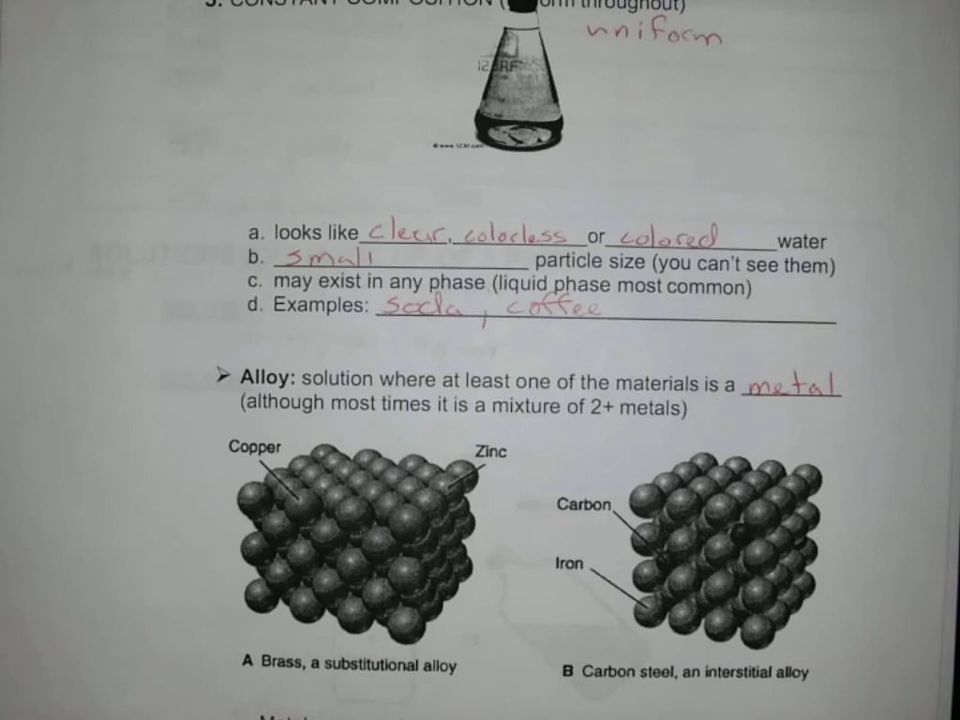 CONSTANT COMPOSITION ( throughout)
uniform
a. looks like clear, colorless or colored water
b. small particle size (you can't see them)
c. may exist in any phase (liquid phase most common)
d. Examples: soda, coffee
➤ Alloy: solution where at least one of the materials is a metal
(although most times it is a mixture of 2+ metals)
Copper
Zinc
Carbon
Iron
A Brass, a substitutional alloy
B Carbon steel, an interstitial alloy